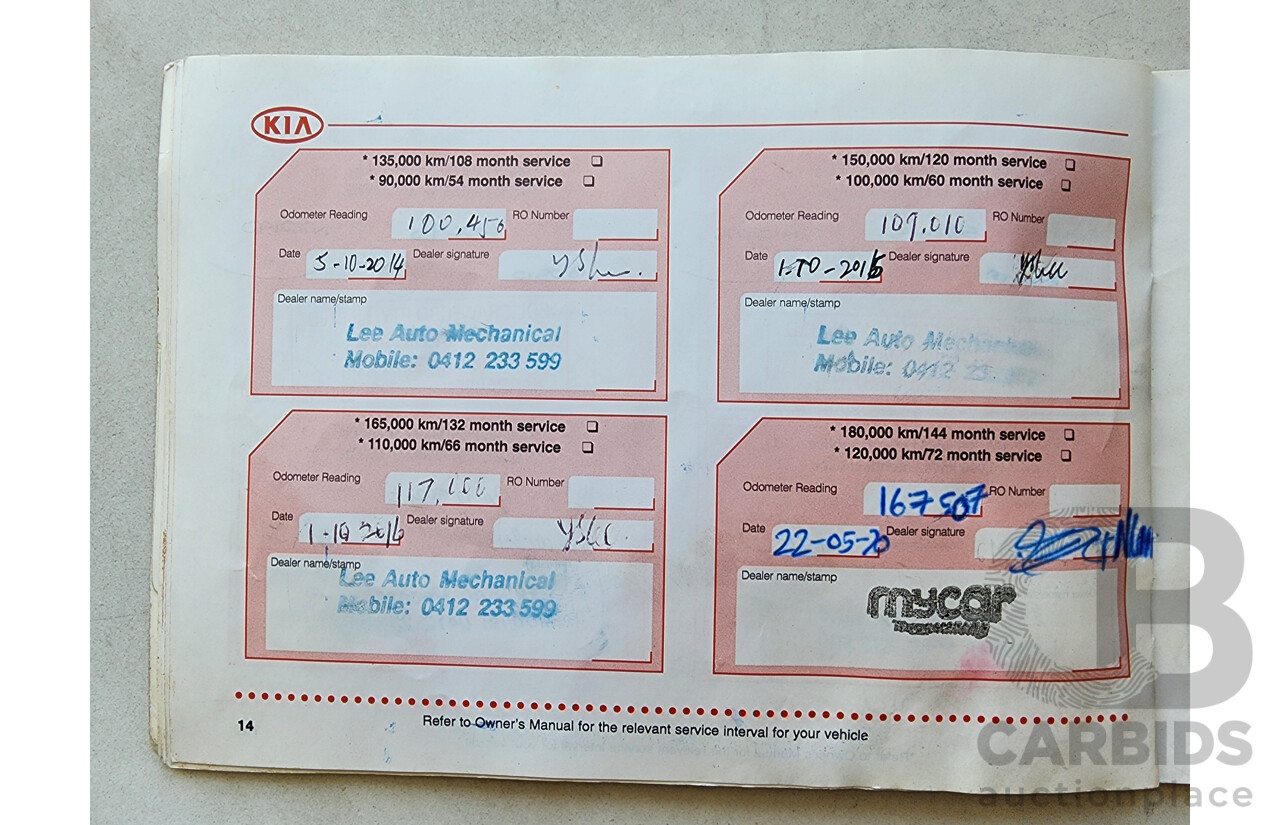 KIA
* 135,000 km/108 month service
* 90,000 km/54 month service
Odometer Reading 100,456 RO Number
Date 5-10-2014 Dealer signature
Dealer name/stamp
Lee Auto Mechanical
Mobile: 0412 233 599
* 150,000 km/120 month service
* 100,000 km/60 month service
Odometer Reading 109,010 RO Number
Date Dealer signature
Dealer name/stamp
Lee Auto Mechanical
Mobile: 0412
* 165,000 km/132 month service
* 110,000 km/66 month service
Odometer Reading RO Number
Date 1-10 2016 Dealer signature
Dealer name/stamp
Lee Auto Mechanical
Mobile: 0412 233 599
* 180,000 km/144 month service
* 120,000 km/72 month service
Odometer Reading 167507 RO Number
Date 22-05-20 Dealer signature
Dealer name/stamp
mycar
14
Refer to Owner's Manual for the relevant service interval for your vehicle
CARBIDS
auctionplace